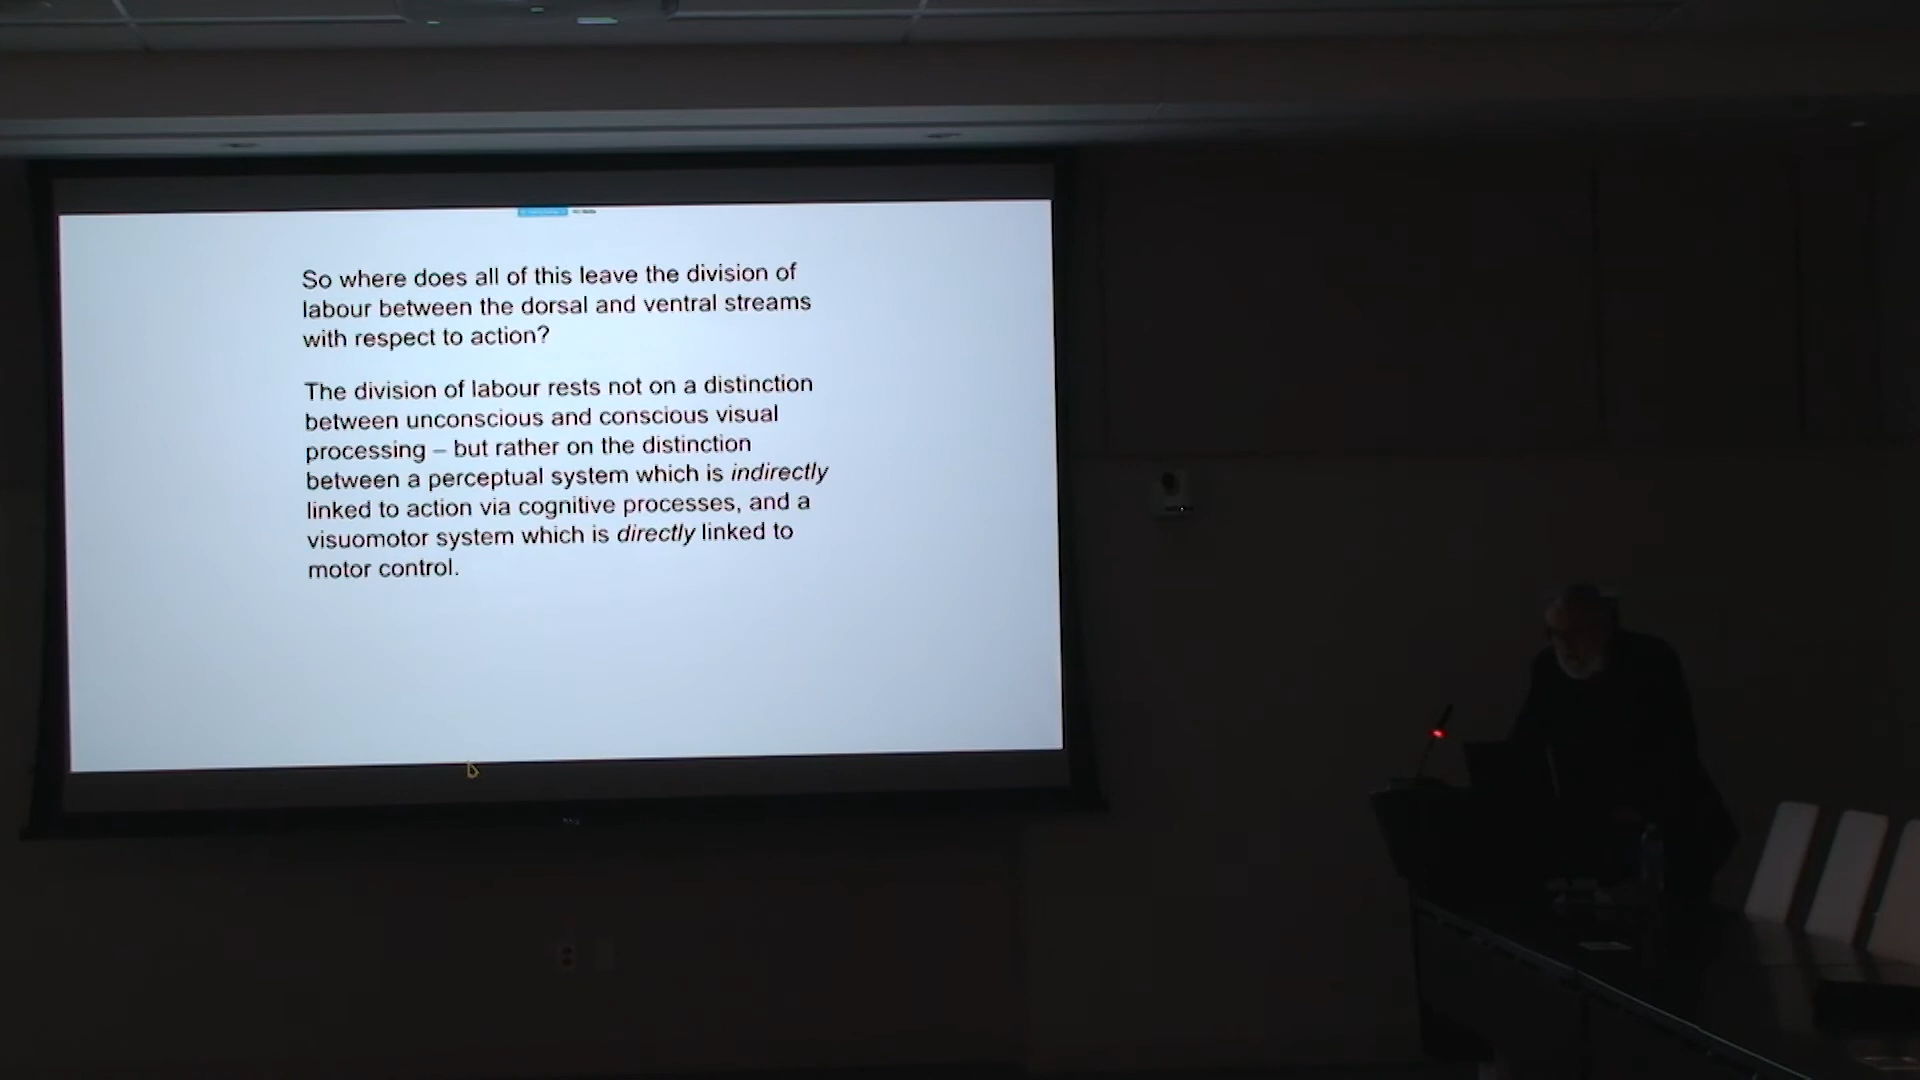 So where does all of this leave the division of
labour between the dorsal and ventral streams
with respect to action?
The division of labour rests not on a distinction
between unconscious and conscious visual
processing – but rather on the distinction
between a perceptual system which is indirectly
linked to action via cognitive processes, and a
visuomotor system which is directly linked to
motor control.